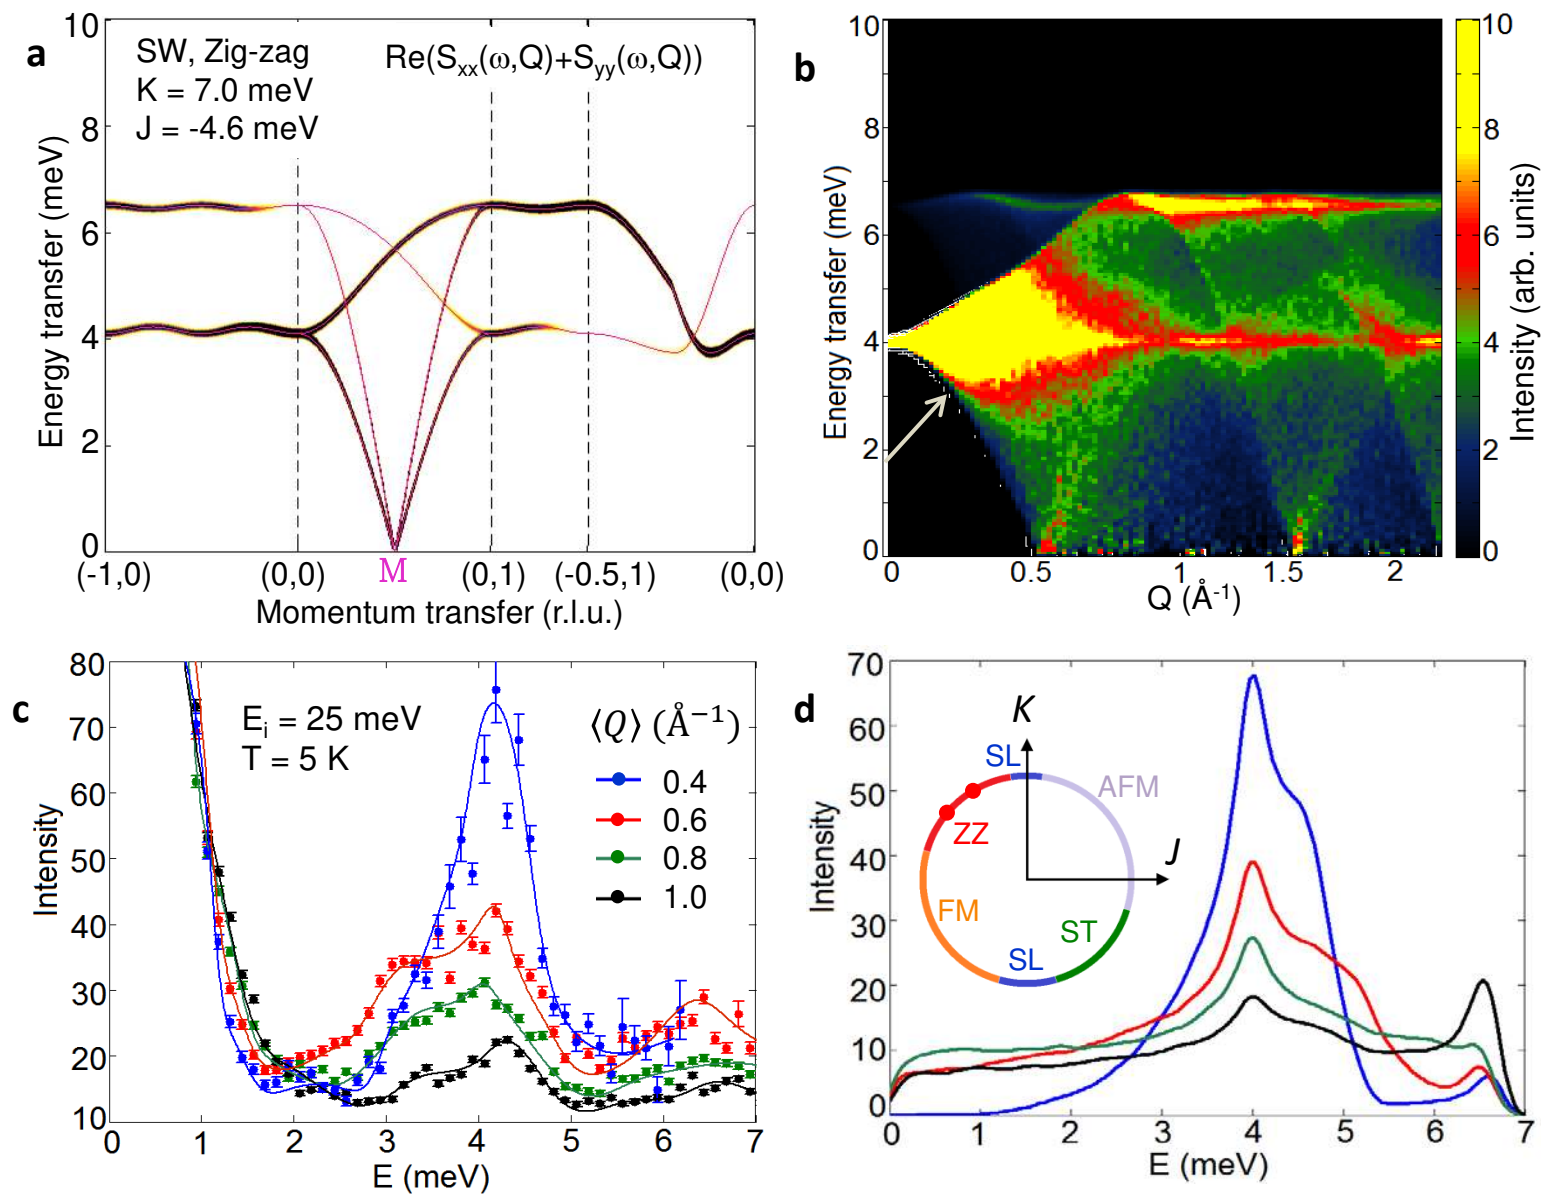 a
10
8
6
4
2
0
Energy transfer (meV)
SW, Zig-zag
K = 7.0 meV
J = -4.6 meV
Re(Sxx(ω,Q)+Syy(ω,Q))
(-1,0) (0,0) M (0,1) (-0.5,1) (0,0)
Momentum transfer (r.l.u.)
b
10
8
6
4
2
0
Energy transfer (meV)
0 0.5 1 1.5 2
Q (Å-1)
10
8
6
4
2
0
Intensity (arb. units)
c
80
70
60
50
40
30
20
10
Intensity
Ei = 25 meV
T = 5 K
⟨Q⟩ (Å−1)
0.4
0.6
0.8
1.0
0 1 2 3 4 5 6 7
E (meV)
d
70
60
50
40
30
20
10
0
Intensity
K
SL
AFM
ZZ
J
FM
ST
SL
0 1 2 3 4 5 6 7
E (meV)